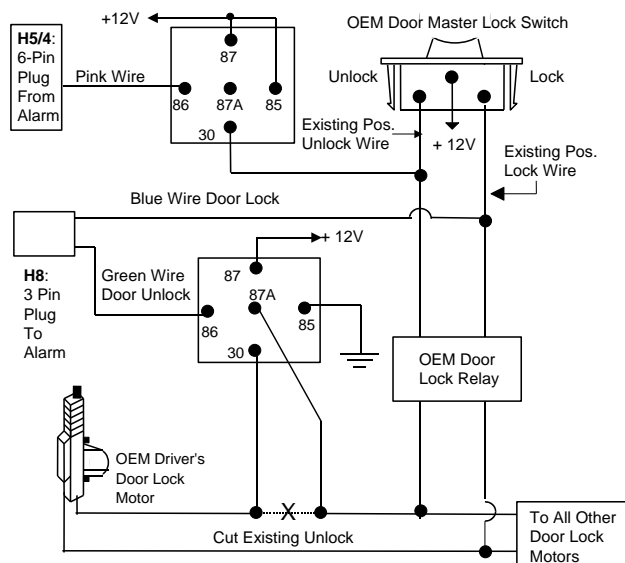 +12V
OEM Door Master Lock Switch
H5/4:
6-Pin
Plug
From
Alarm
Pink Wire
87
86
87A
85
30
Unlock
Lock
Existing Pos.
Unlock Wire
+ 12V
Existing Pos.
Lock Wire
Blue Wire Door Lock
+ 12V
H8:
3 Pin
Plug
To
Alarm
Green Wire
Door Unlock
87
87A
86
85
30
OEM Door
Lock Relay
OEM Driver's
Door Lock
Motor
X
Cut Existing Unlock
To All Other
Door Lock
Motors